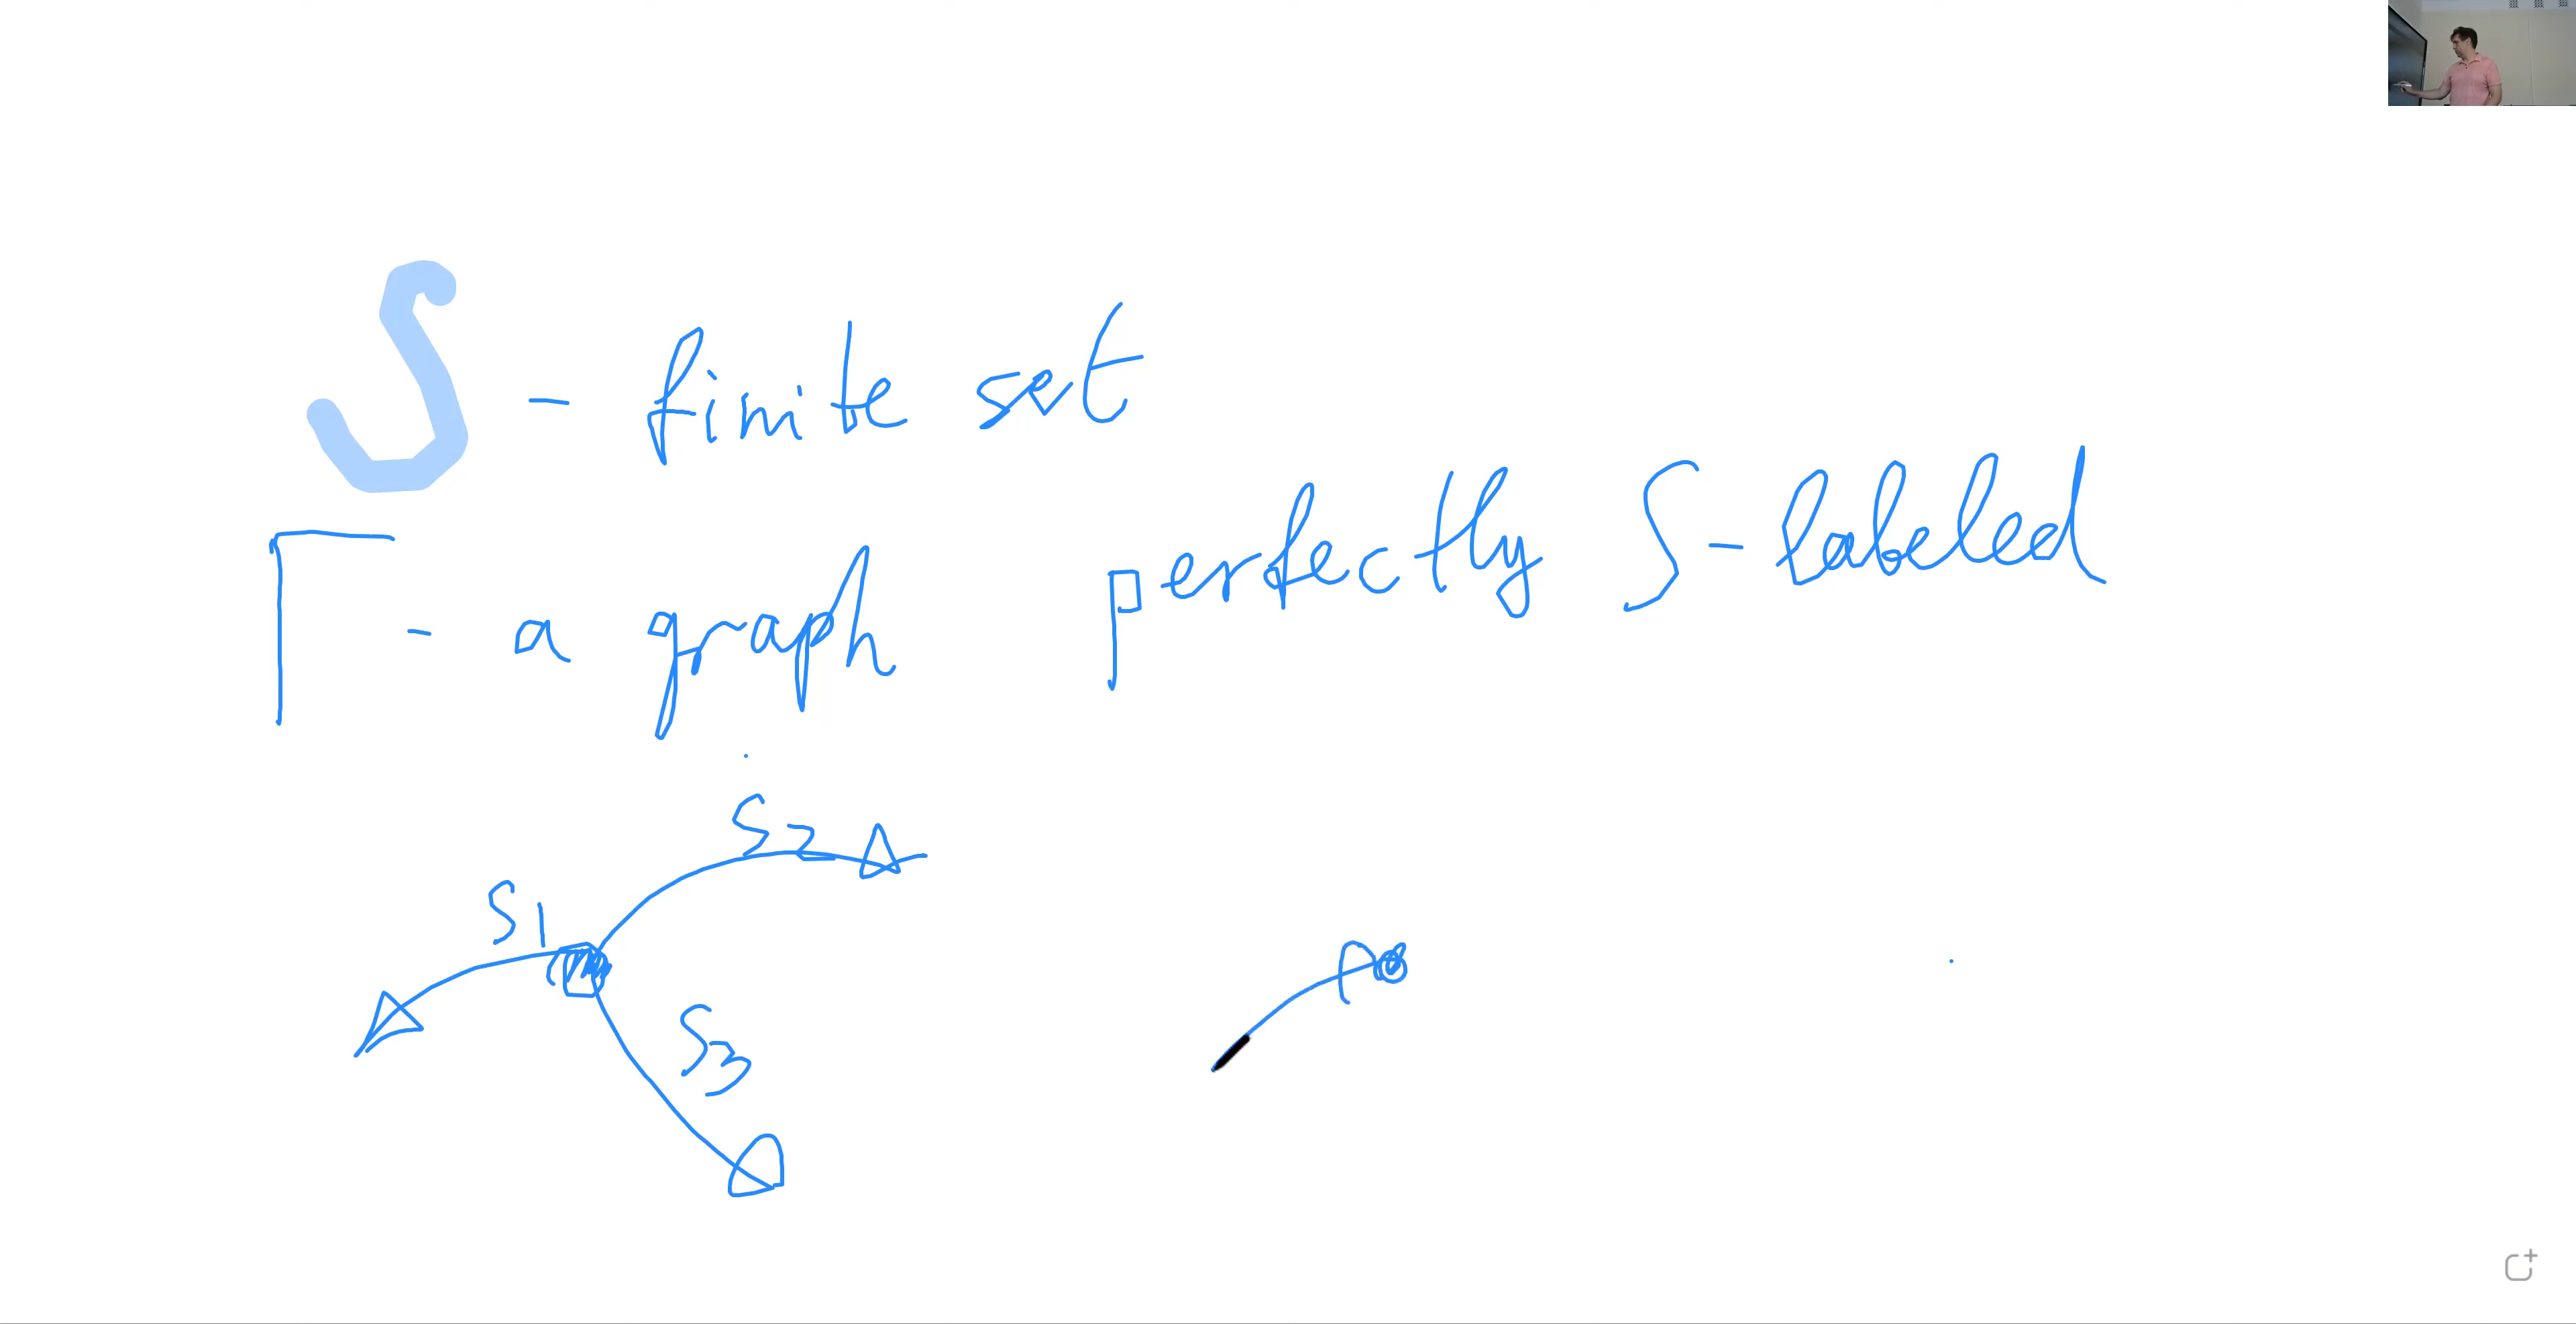 S - finite set
Γ - a graph perfectly S-labeled
S2
S1
S3